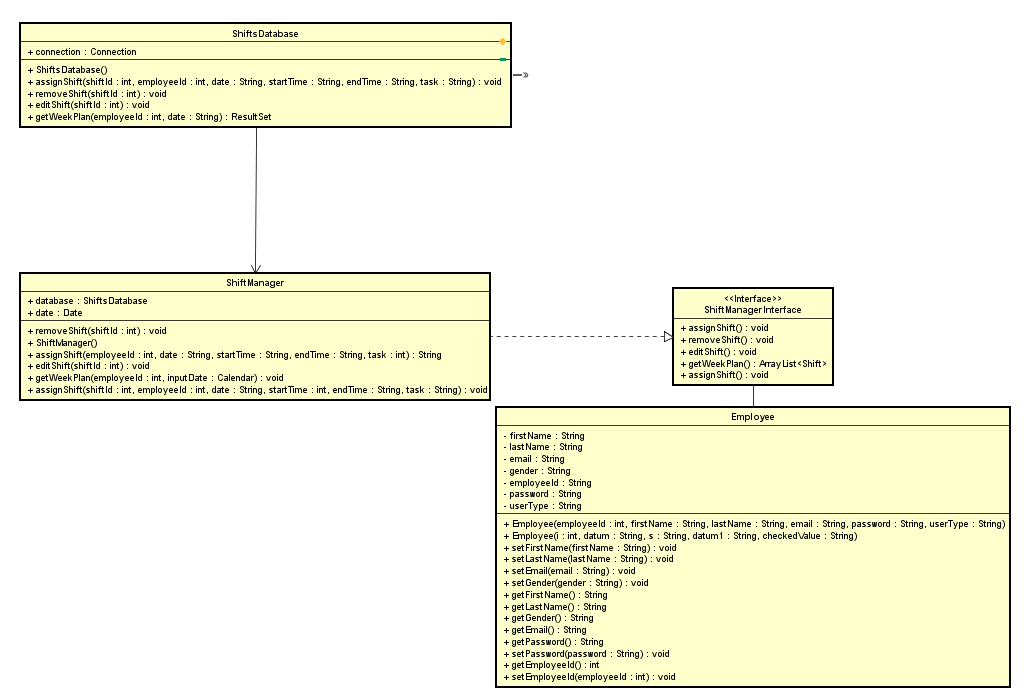 ShiftsDatabase
+ connection : Connection
+ ShiftsDatabase()
+ assignShift(shiftId : int, employeeId : int, date : String, startTime : String, endTime : String, task : String) : void
+ removeShift(shiftId : int) : void
+ editShift(shiftId : int) : void
+ getWeekPlan(employeeId : int, date : String) : ResultSet
ShiftManager
+ database : ShiftsDatabase
+ date : Date
+ removeShift(shiftId : int) : void
+ ShiftManager()
+ assignShift(employeeId : int, date : String, startTime : String, endTime : String, task : int) : String
+ editShift(shiftId : int) : void
+ getWeekPlan(employeeId : int, inputDate : Calendar) : void
+ assignShift(shiftId : int, employeeId : int, date : String, startTime : int, endTime : String, task : String) : void
<<Interface>>
ShiftManagerInterface
+ assignShift() : void
+ removeShift() : void
+ editShift() : void
+ getWeekPlan() : ArrayList<Shift>
+ assignShift() : void
Employee
- firstName : String
- lastName : String
- email : String
- gender : String
- employeeId : String
- password : String
- userType : String
+ Employee(employeeId : int, firstName : String, lastName : String, email : String, password : String, userType : String)
+ Employee(i : int, datum : String, s : String, datum1 : String, checkedValue : String)
+ setFirstName(firstName : String) : void
+ setLastName(lastName : String) : void
+ setEmail(email : String) : void
+ setGender(gender : String) : void
+ getFirstName() : String
+ getLastName() : String
+ getGender() : String
+ getEmail() : String
+ getPassword() : String
+ setPassword(password : String) : void
+ getEmployeeId() : int
+ setEmployeeId(employeeId : int) : void